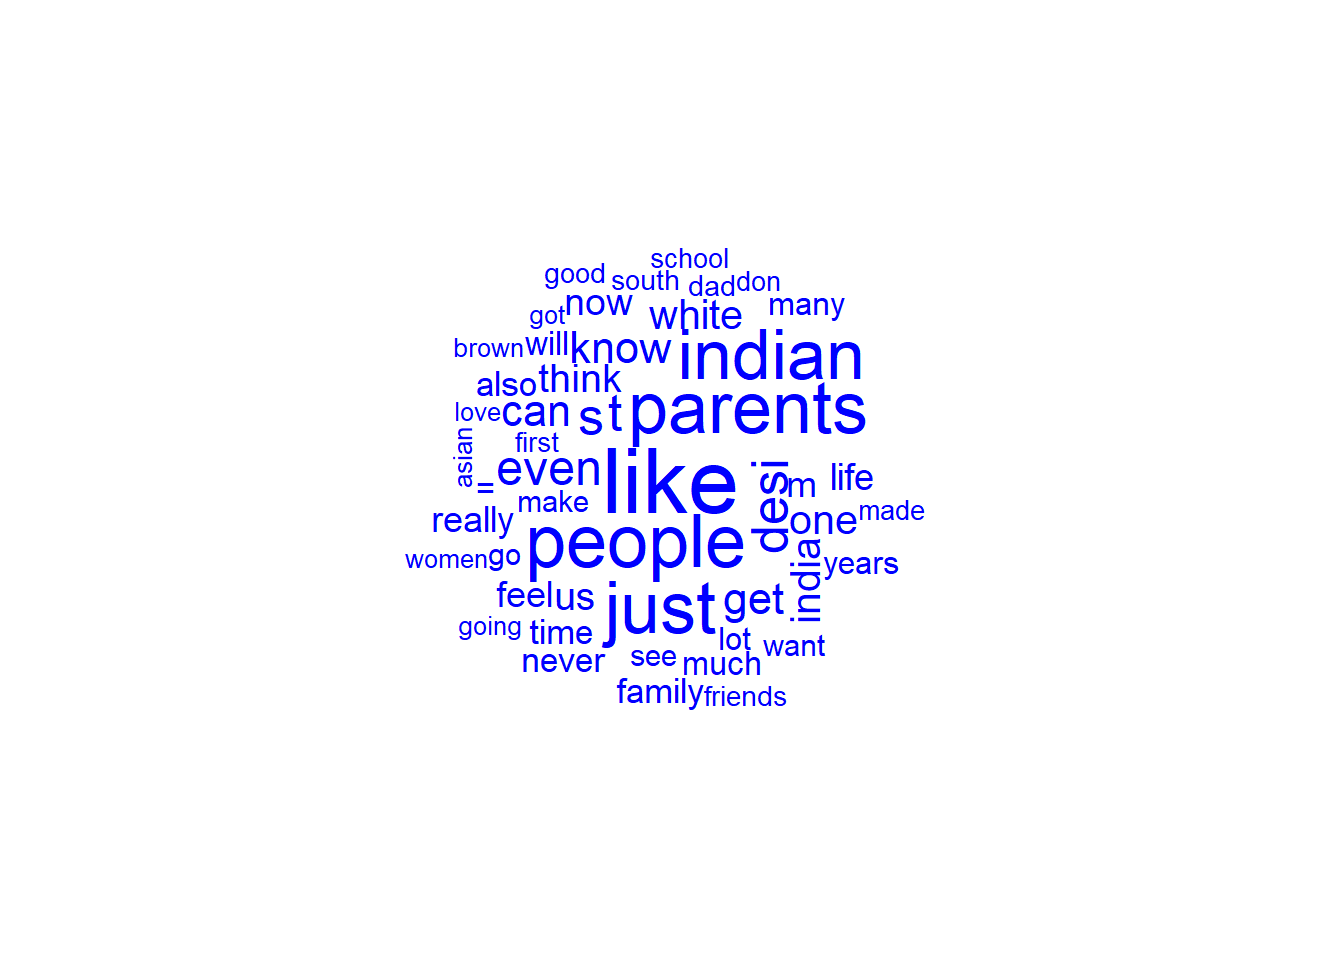 school
good
south
dad
don
now
many
got
white
brown
will
know
indian
also
think
love
can
s
t
parents
first
asian
even
like
desi
m
life
=
make
really
people
one
made
women
go
india
years
feel
us
just
get
going
time
lot
want
never
see
much
family
friends